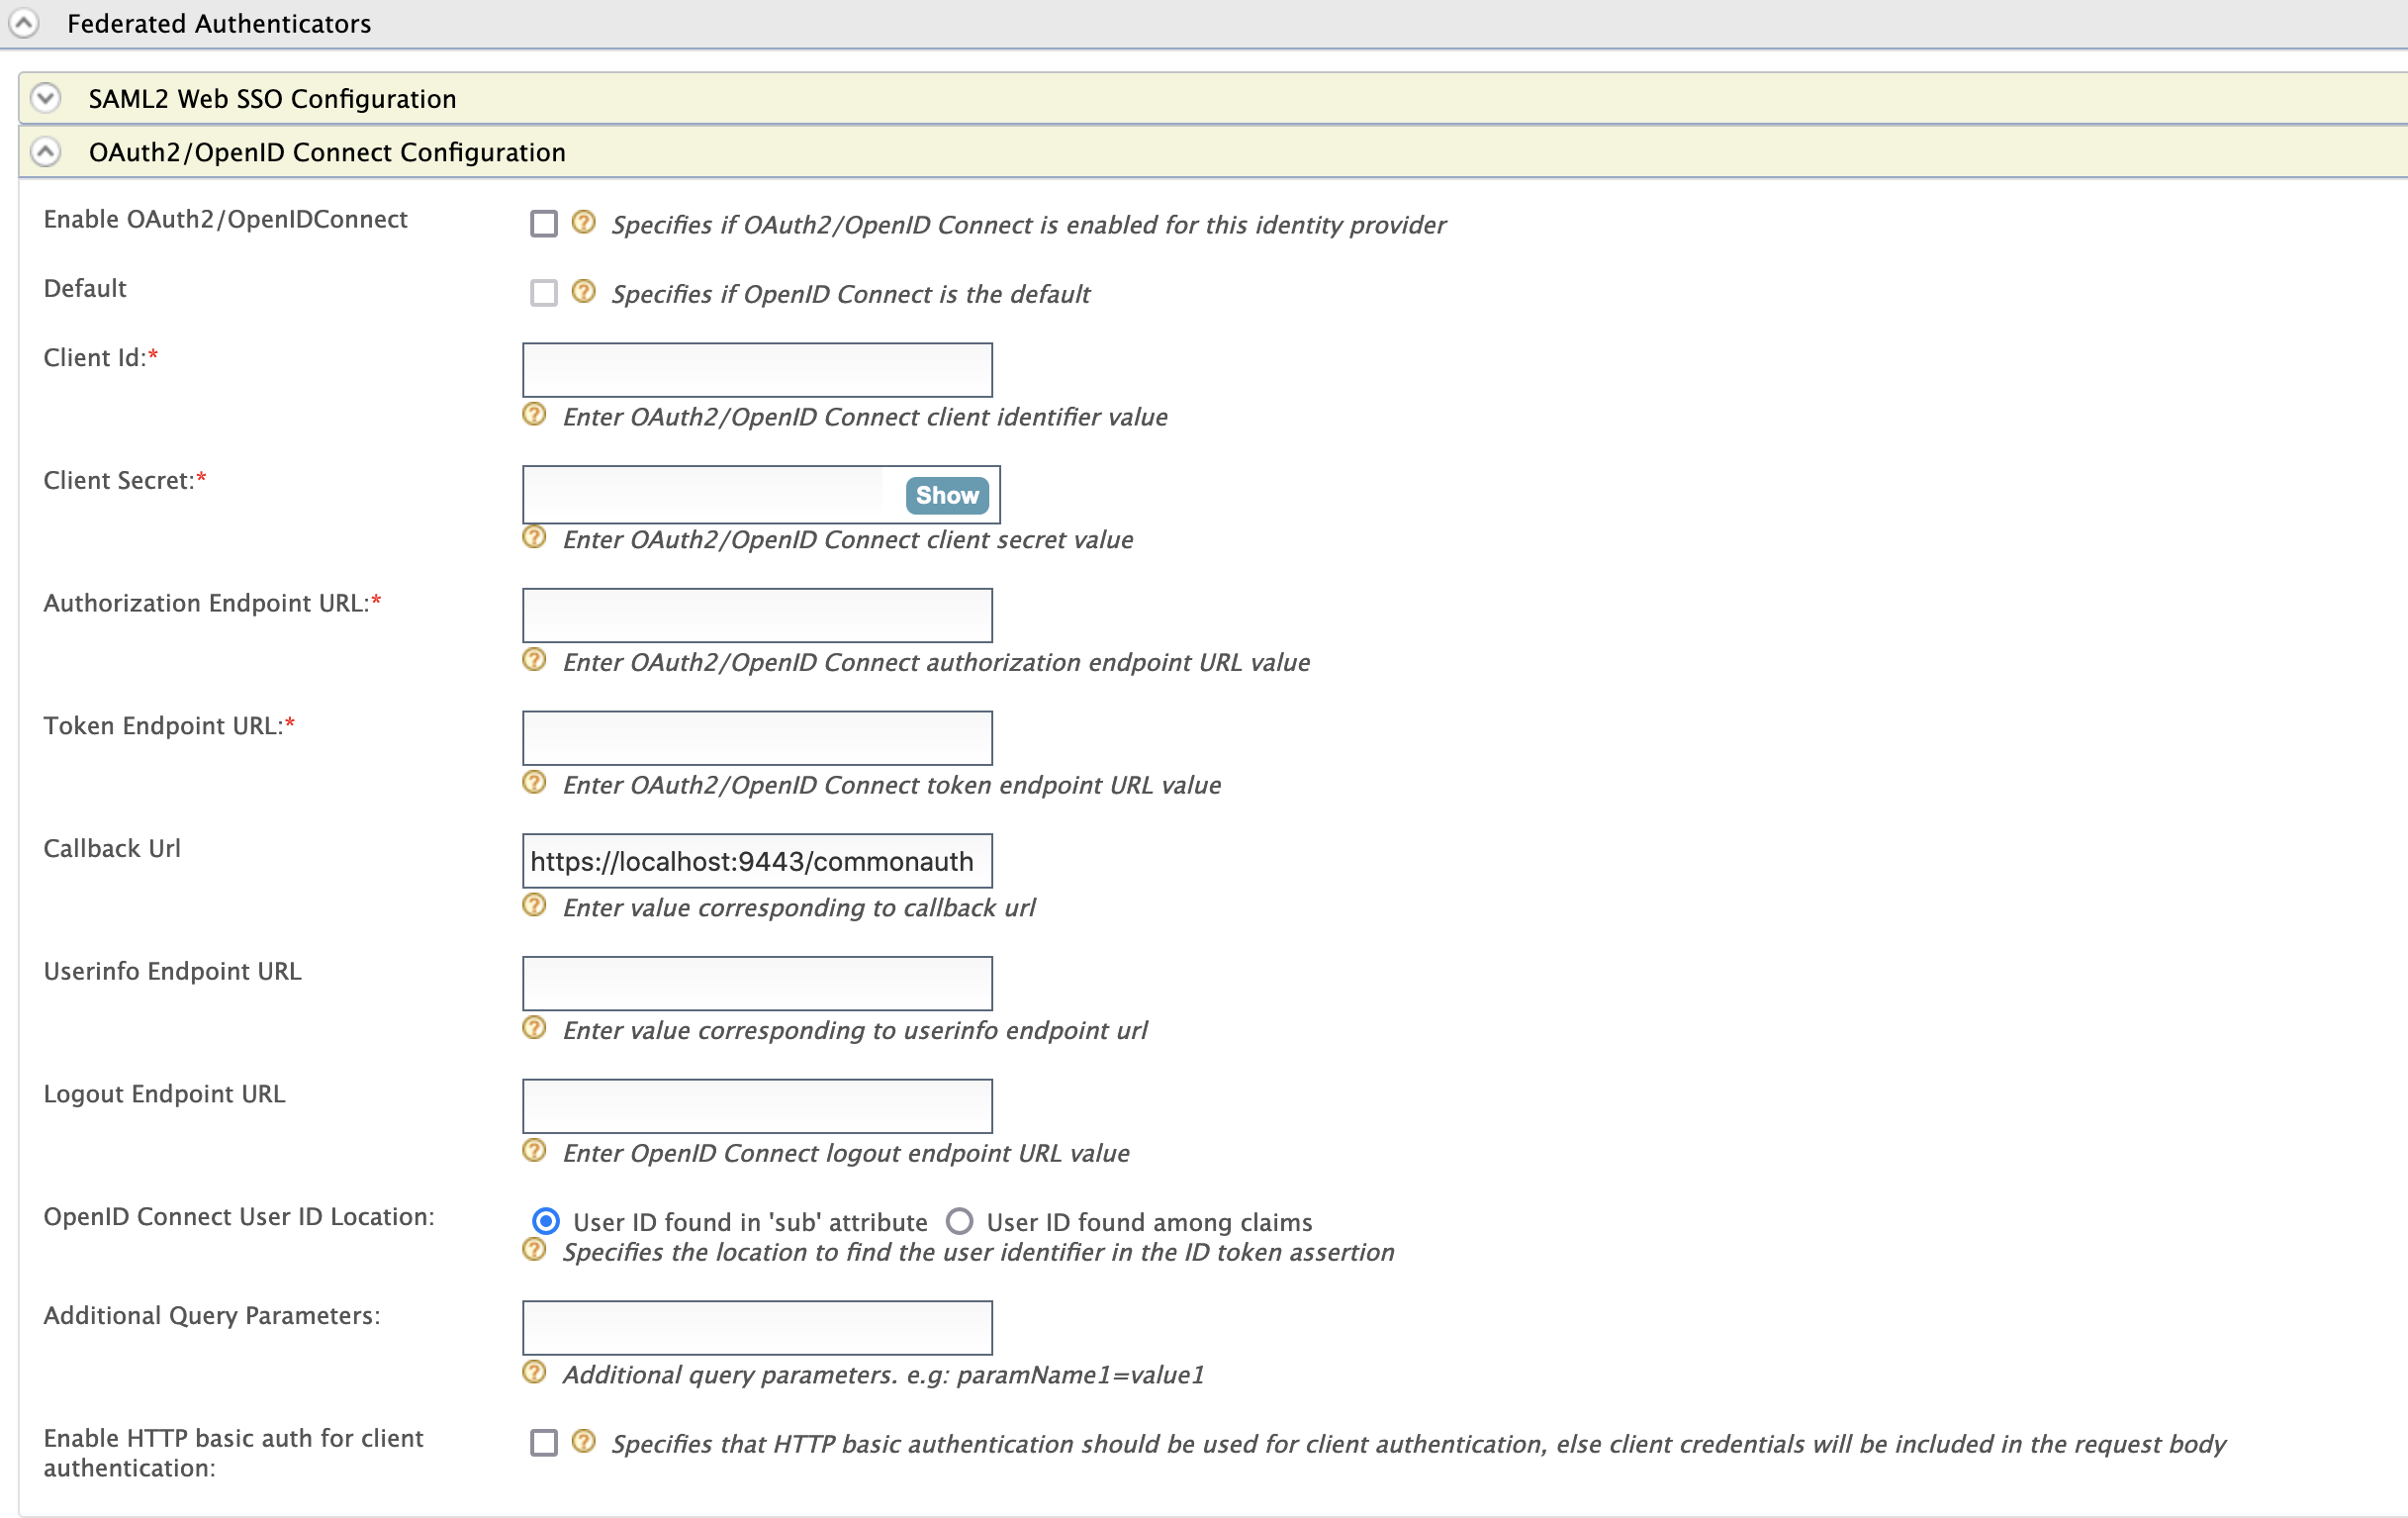 Federated Authenticators
SAML2 Web SSO Configuration
OAuth2/OpenID Connect Configuration
Enable OAuth2/OpenIDConnect
Specifies if OAuth2/OpenID Connect is enabled for this identity provider
Default
Specifies if OpenID Connect is the default
Client Id:*
Enter OAuth2/OpenID Connect client identifier value
Client Secret:*
Show
Enter OAuth2/OpenID Connect client secret value
Authorization Endpoint URL:*
Enter OAuth2/OpenID Connect authorization endpoint URL value
Token Endpoint URL:*
Enter OAuth2/OpenID Connect token endpoint URL value
Callback Url
https://localhost:9443/commonauth
Enter value corresponding to callback url
Userinfo Endpoint URL
Enter value corresponding to userinfo endpoint url
Logout Endpoint URL
Enter OpenID Connect logout endpoint URL value
OpenID Connect User ID Location:
User ID found in 'sub' attribute User ID found among claims
Specifies the location to find the user identifier in the ID token assertion
Additional Query Parameters:
Additional query parameters. e.g: paramName1=value1
Enable HTTP basic auth for client
authentication:
Specifies that HTTP basic authentication should be used for client authentication, else client credentials will be included in the request body